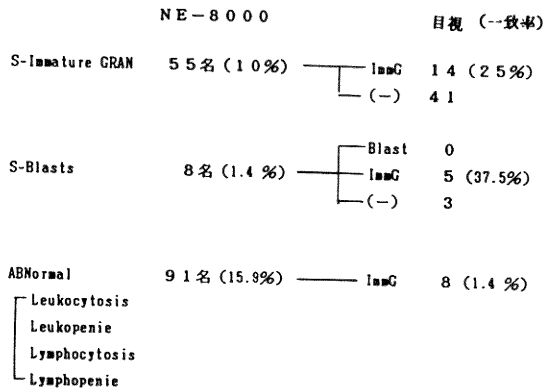 NE-8000 目視 (一致率)
S-Immature GRAN 55名 (10%) ImmG 14 (25%)
(-) 41
Blast 0
S-Blasts 8名 (1.4 %) ImmG 5 (37.5%)
(-) 3
ABNormal 91名 (15.9%) ImmG 8 (1.4 %)
Leukocytosis
Leukopenie
Lymphocytosis
Lymphopenie